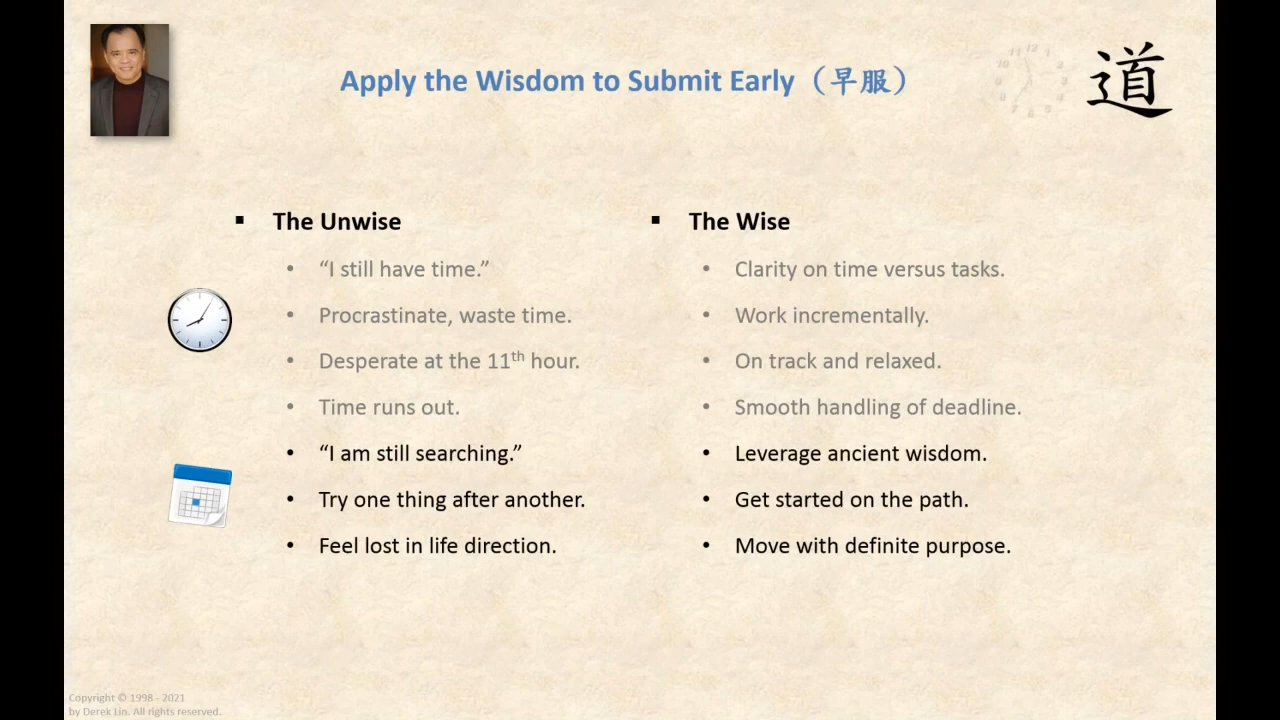 Apply the Wisdom to Submit Early（早服）
道
The Unwise
“I still have time.”
Procrastinate, waste time.
Desperate at the 11th hour.
Time runs out.
“I am still searching.”
Try one thing after another.
Feel lost in life direction.
The Wise
Clarity on time versus tasks.
Work incrementally.
On track and relaxed.
Smooth handling of deadline.
Leverage ancient wisdom.
Get started on the path.
Move with definite purpose.
Copyright © 1998 - 2021
by Derek Lin. All rights reserved.